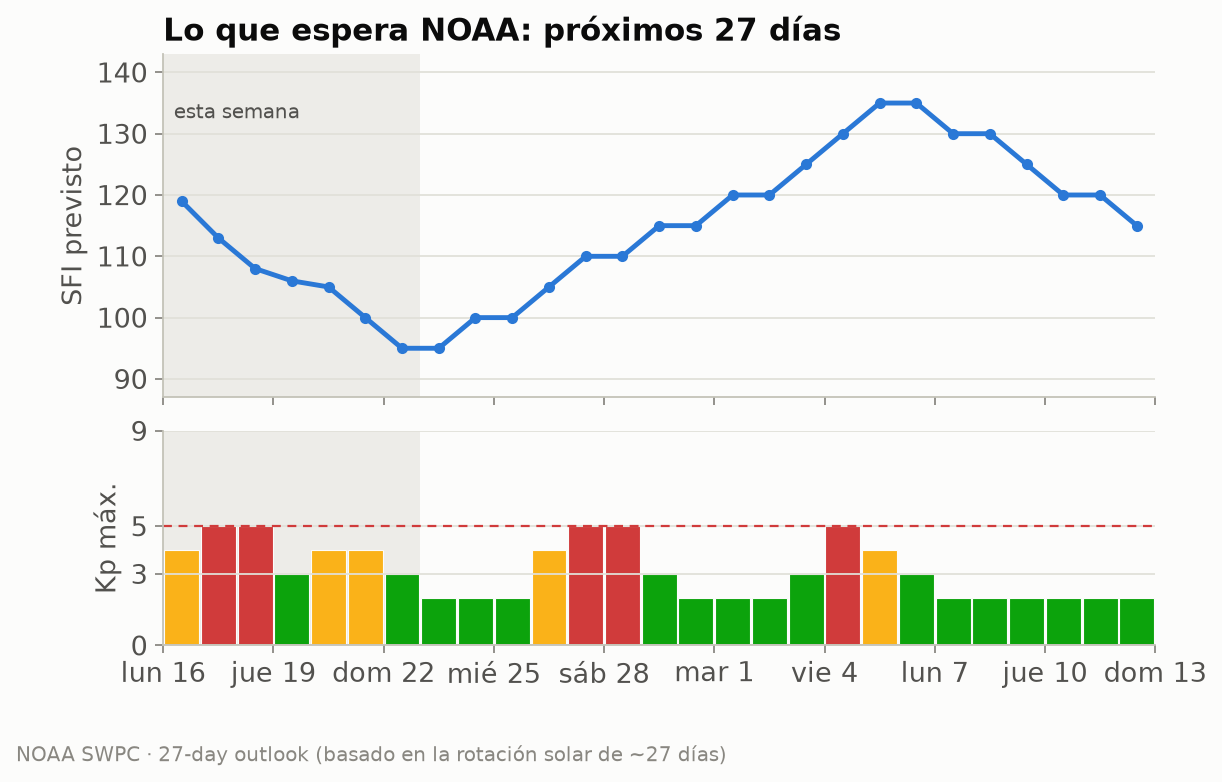 Lo que espera NOAA: próximos 27 días
140
esta semana
130
120
110
100
90
SFI previsto
9
5
3
0
Kp máx.
lun 16 jue 19 dom 22 mié 25 sáb 28 mar 1 vie 4 lun 7 jue 10 dom 13
NOAA SWPC · 27-day outlook (basado en la rotación solar de ~27 días)